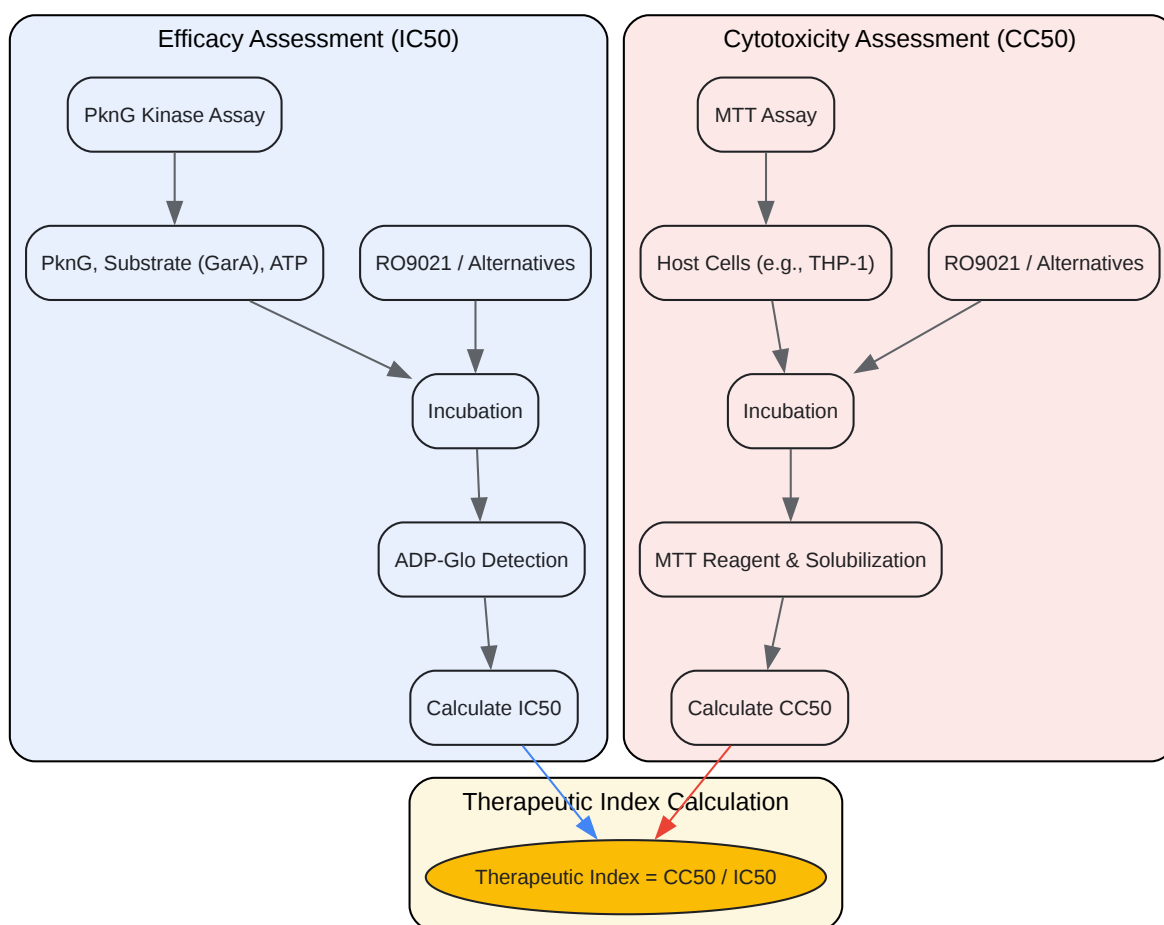 Efficacy Assessment (IC50)
PknG Kinase Assay
PknG, Substrate (GarA), ATP
RO9021 / Alternatives
Incubation
ADP-Glo Detection
Calculate IC50
Cytotoxicity Assessment (CC50)
MTT Assay
Host Cells (e.g., THP-1)
RO9021 / Alternatives
Incubation
MTT Reagent & Solubilization
Calculate CC50
Therapeutic Index Calculation
Therapeutic Index = CC50 / IC50